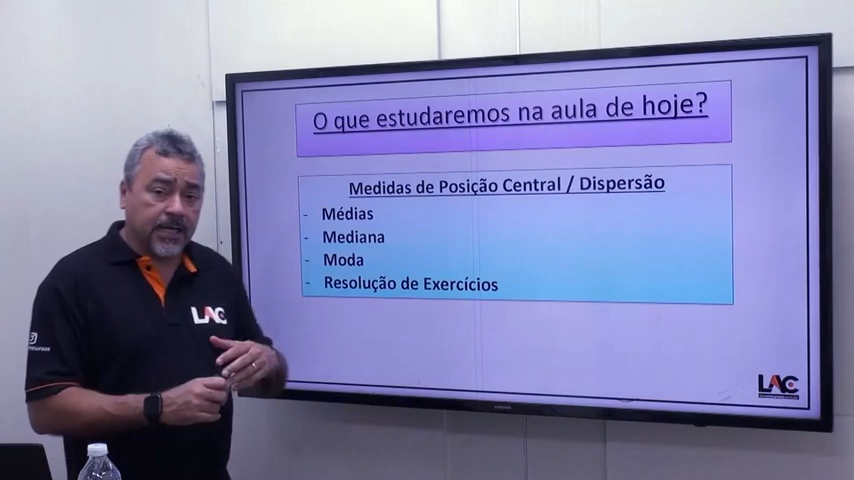 O que estudaremos na aula de hoje?
Medidas de Posição Central / Dispersão
- Médias
- Mediana
- Moda
- Resolução de Exercícios
LAC
LAC